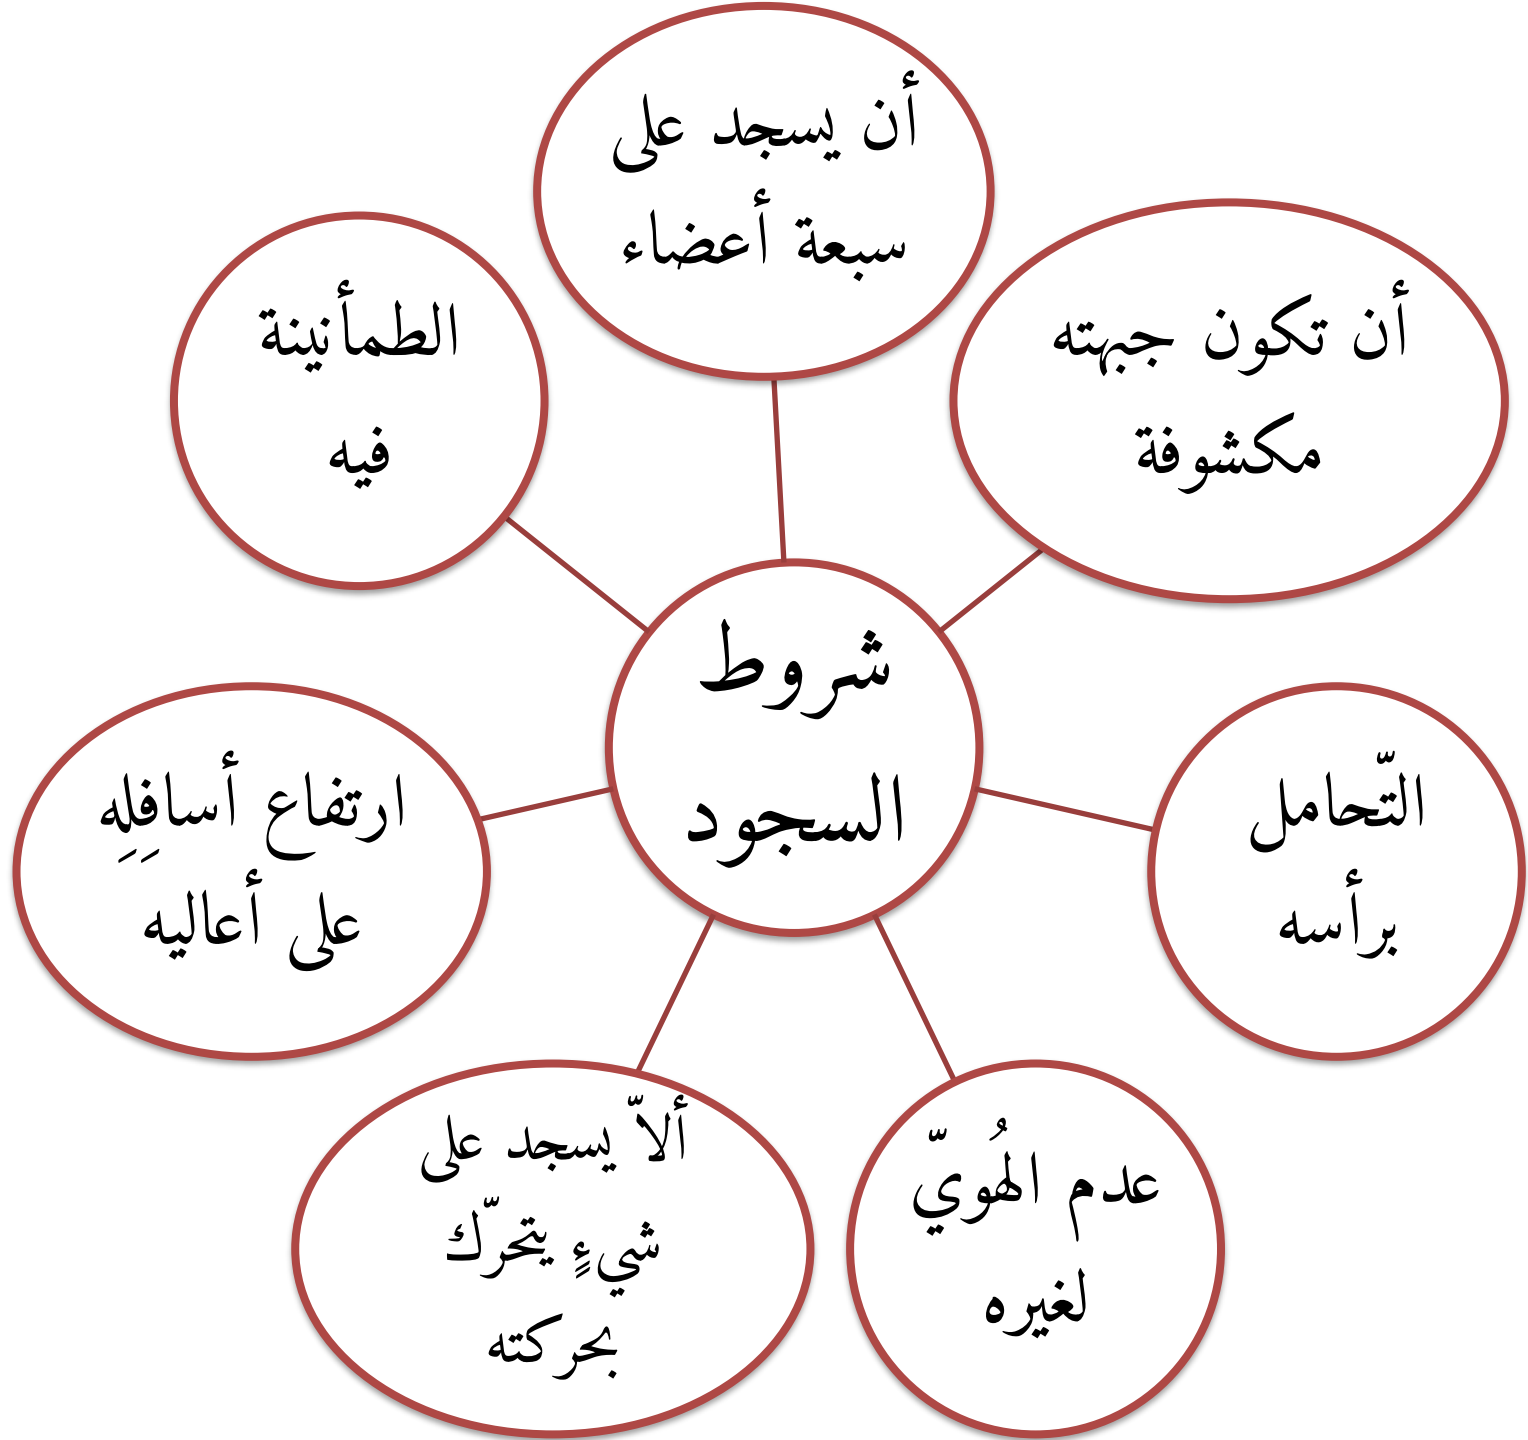 أن يسجد على
سبعة أعضاء
أن تكون جبهته
مكشوفة
التّحامل
برأسه
عدم الهُويّ
لغيره
ألاّ يسجد على
شيءٍ يتحرّك
بحركته
ارتفاع أسافِلِهِ
على أعاليه
الطمأنينة
فيه
شروط
السجود